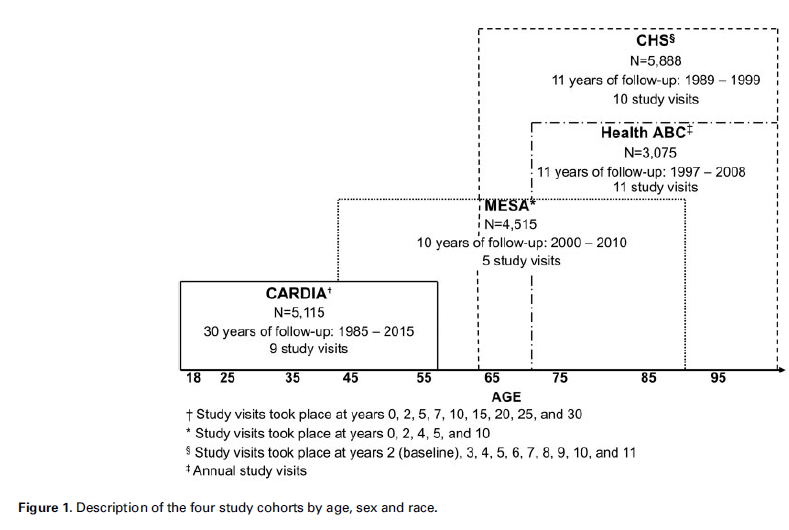 CHS§
N=5,888
11 years of follow-up: 1989 – 1999
10 study visits
Health ABC‡
N=3,075
11 years of follow-up: 1997 – 2008
11 study visits
MESA*
N=4,515
10 years of follow-up: 2000 – 2010
5 study visits
CARDIA†
N=5,115
30 years of follow-up: 1985 – 2015
9 study visits
18 25 35 45 55 65 75 85 95
AGE
† Study visits took place at years 0, 2, 5, 7, 10, 15, 20, 25, and 30
* Study visits took place at years 0, 2, 4, 5, and 10
§ Study visits took place at years 2 (baseline), 3, 4, 5, 6, 7, 8, 9, 10, and 11
‡ Annual study visits
Figure 1. Description of the four study cohorts by age, sex and race.